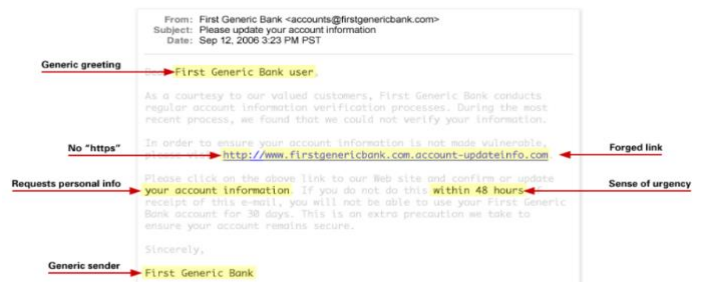 From: First Generic Bank <accounts@firstgenericbank.com>
Subject: Please update your account information
Date: Sep 12, 2006 3:23 PM PST
Generic greeting
Dear First Generic Bank user,
As a courtesy to our valued customers, First Generic Bank conducts
regular account information verification processes. During the most
recent process, we found that we could not verify your information.
In order to ensure your account information is not made vulnerable,
No "https"
please visit http://www.firstgenericbank.com.account-updateinfo.com.
Forged link
Please click on the above link to our Web site and confirm or update
Requests personal info
your account information. If you do not do this within 48 hours of
Sense of urgency
receipt of this e-mail, you will not be able to use your First Generic
Bank account for 30 days. This is an extra precaution we take to
ensure your account remains secure.
Sincerely,
Generic sender
First Generic Bank